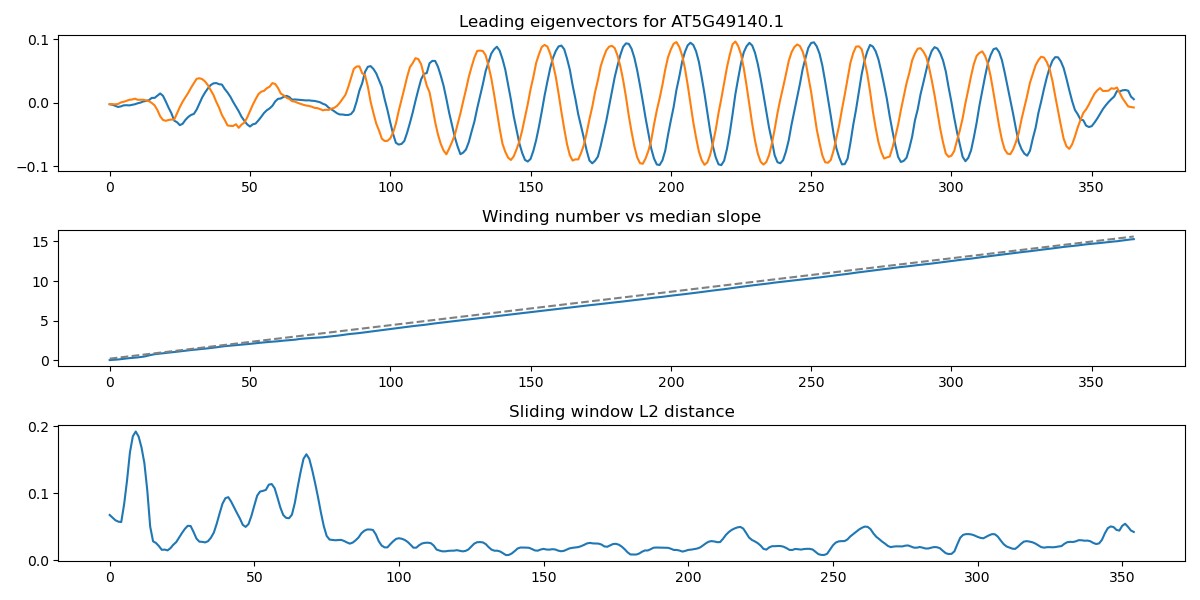 Leading eigenvectors for AT5G49140.1
0.1
0.0
−0.1
0 50 100 150 200 250 300 350
Winding number vs median slope
15
10
5
0
0 50 100 150 200 250 300 350
Sliding window L2 distance
0.2
0.1
0.0
0 50 100 150 200 250 300 350